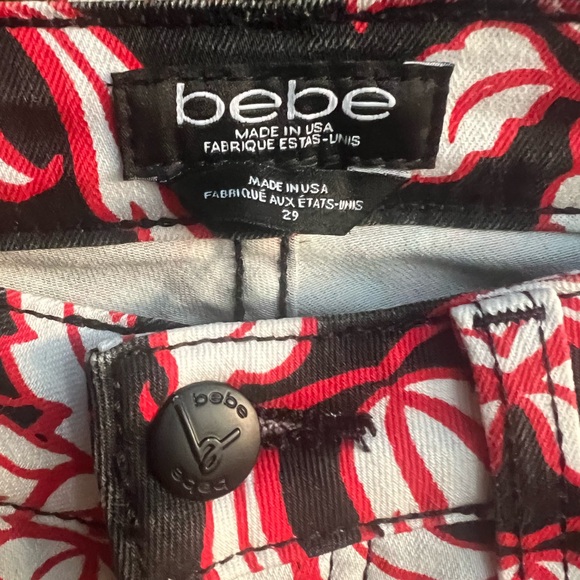 bebe
MADE IN USA
FABRIQUE ESTAS-UNIS
MADE IN USA
FABRIQUÉ AUX ÉTATS-UNIS
29
bebe
b
bebe